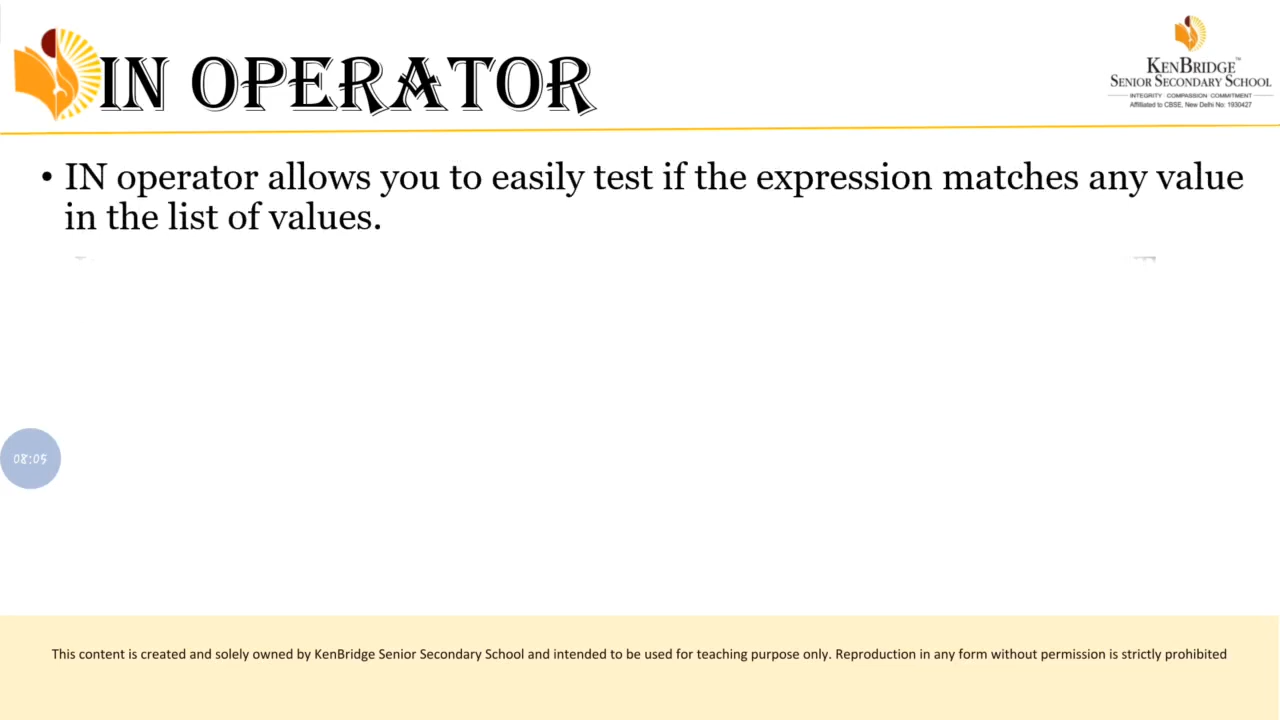 IN OPERATOR
KENBRIDGE™
SENIOR SECONDARY SCHOOL
INTEGRITY COMPASSION COMMITMENT
Affiliated to CBSE, New Delhi No: 1930427
• IN operator allows you to easily test if the expression matches any value
in the list of values.
08:05
This content is created and solely owned by KenBridge Senior Secondary School and intended to be used for teaching purpose only. Reproduction in any form without permission is strictly prohibited